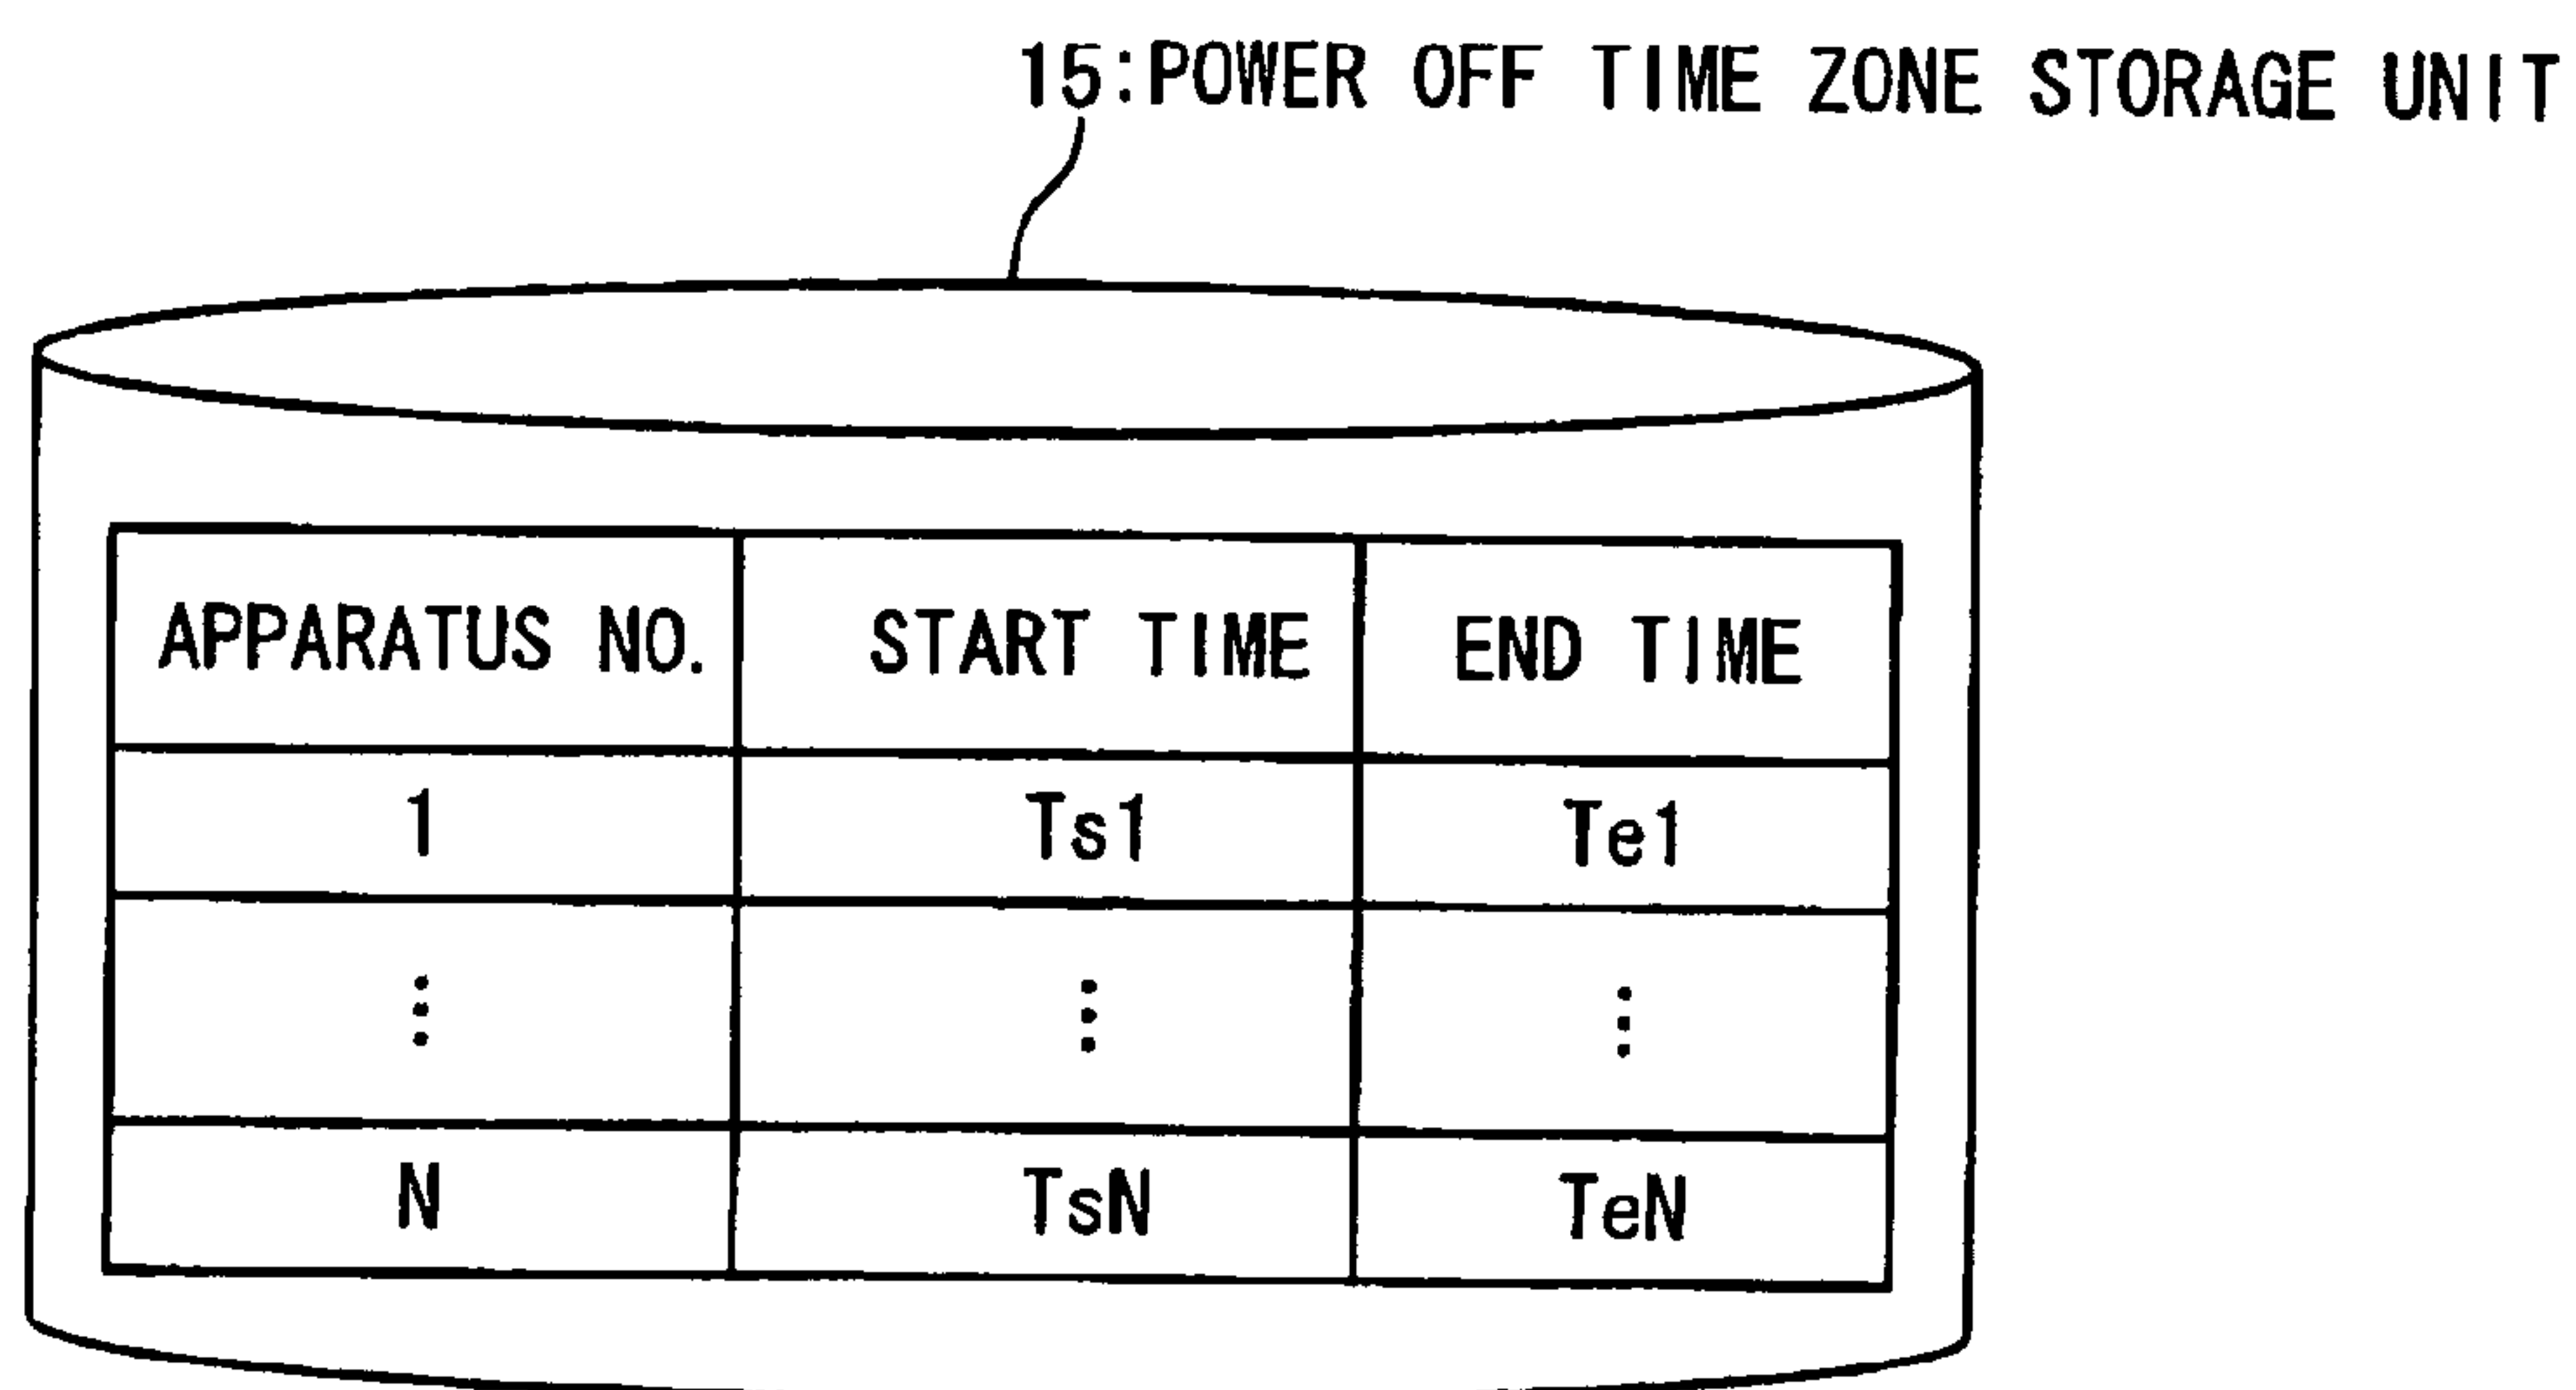 15:POWER OFF TIME ZONE STORAGE UNIT
APPARATUS NO. START TIME END TIME
1 Ts1 Te1
⋮ ⋮ ⋮
N TsN TeN